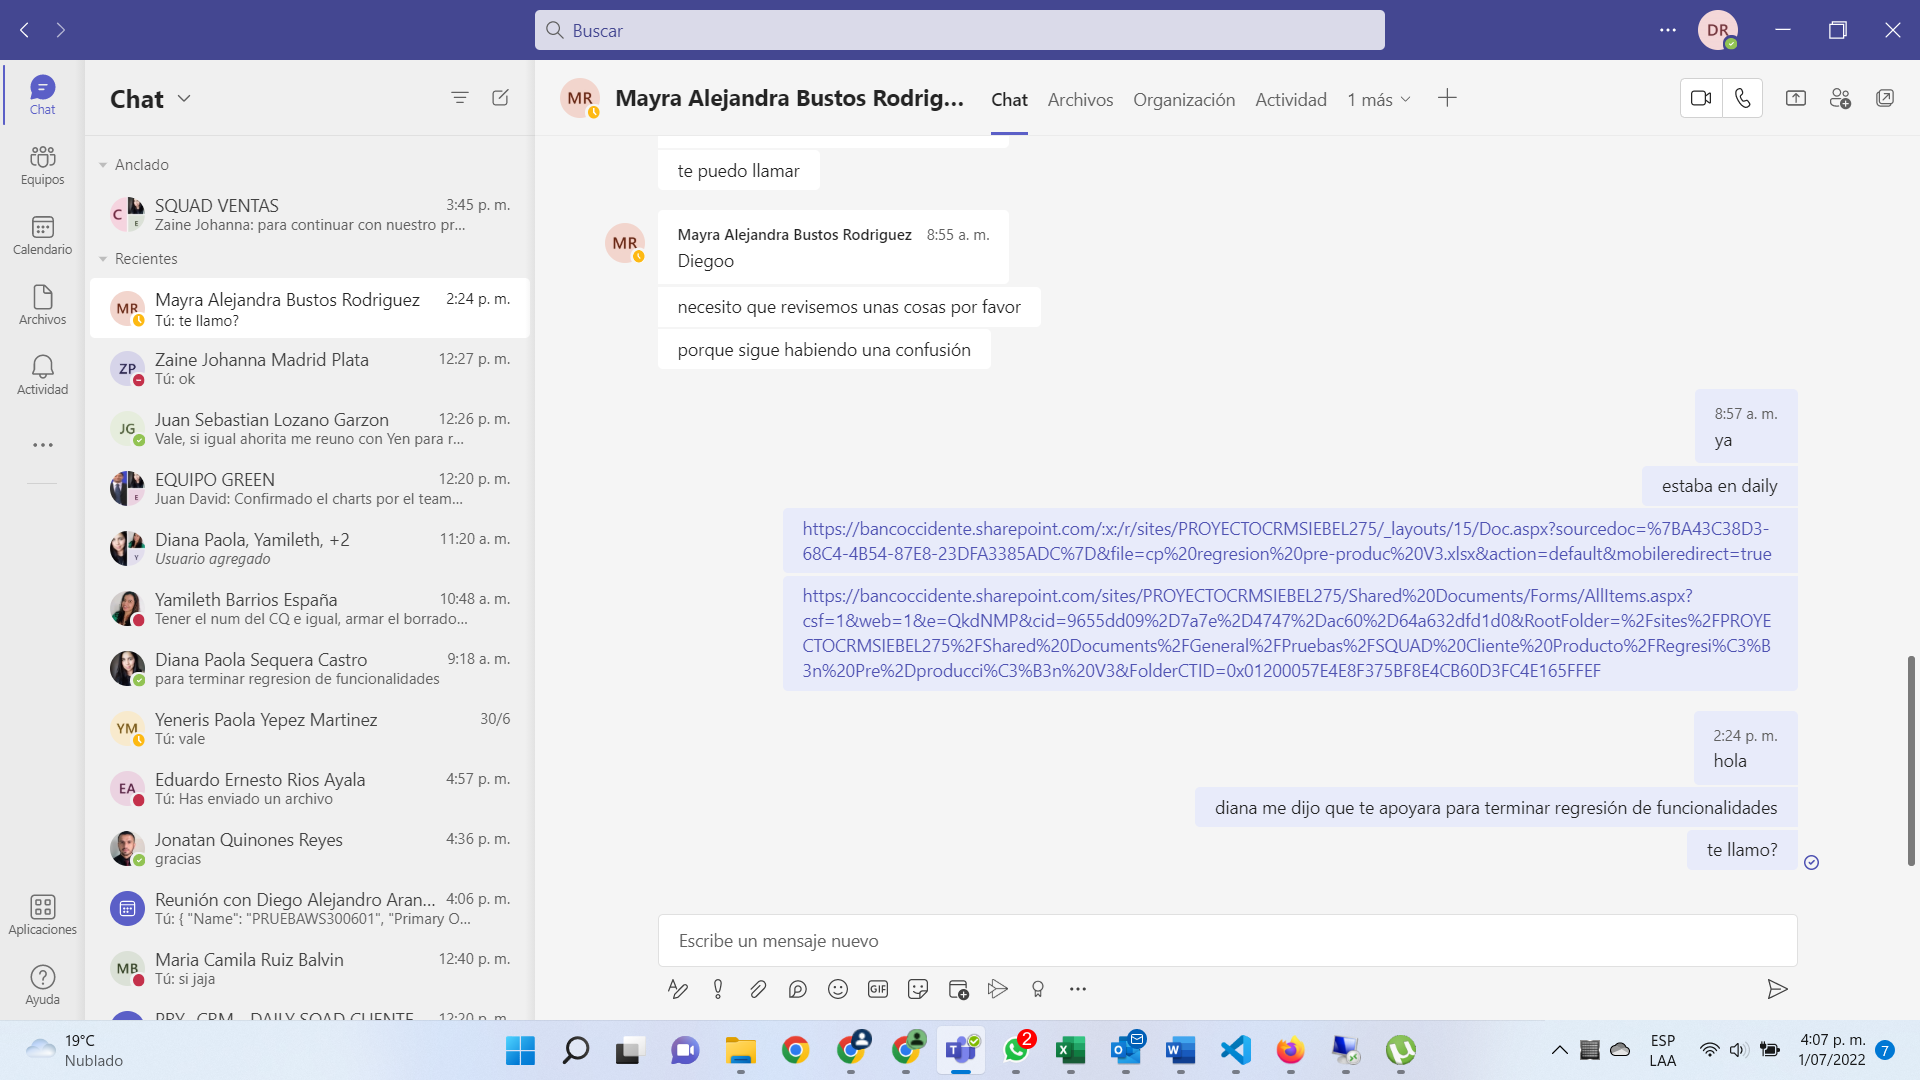 Buscar
DR
Chat
Equipos
Calendario
Archivos
Actividad
Aplicaciones
Ayuda
Chat
Anclado
C
E
SQUAD VENTAS 3:45 p. m.
Zaine Johanna: para continuar con nuestro pr...
Recientes
MR
Mayra Alejandra Bustos Rodriguez 2:24 p. m.
Tú: te llamo?
ZP
Zaine Johanna Madrid Plata 12:27 p. m.
Tú: ok
JG
Juan Sebastian Lozano Garzon 12:26 p. m.
Vale, si igual ahorita me reuno con Yen para r...
E
EQUIPO GREEN 12:20 p. m.
Juan David: Confirmado el charts por el team...
Y
Diana Paola, Yamileth, +2 11:20 a. m.
Usuario agregado
Yamileth Barrios España 10:48 a. m.
Tener el num del CQ e igual, armar el borrado...
Diana Paola Sequera Castro 9:18 a. m.
para terminar regresion de funcionalidades
YM
Yeneris Paola Yepez Martinez 30/6
Tú: vale
EA
Eduardo Ernesto Rios Ayala 4:57 p. m.
Tú: Has enviado un archivo
Jonatan Quinones Reyes 4:36 p. m.
gracias
Reunión con Diego Alejandro Aran... 4:06 p. m.
Tú: { "Name": "PRUEBAWS300601", "Primary O...
MB
Maria Camila Ruiz Balvin 12:40 p. m.
Tú: si jaja
PRY_CRM - DAILY SQAD CLIENTE 12:20 p. m.
MR
Mayra Alejandra Bustos Rodrig... Chat Archivos Organización Actividad 1 más
te puedo llamar
MR
Mayra Alejandra Bustos Rodriguez 8:55 a. m.
Diegoo
necesito que revisemos unas cosas por favor
porque sigue habiendo una confusión
8:57 a. m.
ya
estaba en daily
https://bancoccidente.sharepoint.com/:x:/r/sites/PROYECTOCRMSIEBEL275/_layouts/15/Doc.aspx?sourcedoc=%7BA43C38D3-
68C4-4B54-87E8-23DFA3385ADC%7D&file=cp%20regresion%20pre-produc%20V3.xlsx&action=default&mobileredirect=true
https://bancoccidente.sharepoint.com/sites/PROYECTOCRMSIEBEL275/Shared%20Documents/Forms/AllItems.aspx?
csf=1&web=1&e=QkdNMP&cid=9655dd09%2D7a7e%2D4747%2Dac60%2D64a632dfd1d0&RootFolder=%2Fsites%2FPROYE
CTOCRMSIEBEL275%2FShared%20Documents%2FGeneral%2FPruebas%2FSQUAD%20Cliente%20Producto%2FRegresi%C3%B
3n%20Pre%2Dproducci%C3%B3n%20V3&FolderCTID=0x01200057E4E8F375BF8E4CB60D3FC4E165FFEF
2:24 p. m.
hola
diana me dijo que te apoyara para terminar regresión de funcionalidades
te llamo?
Escribe un mensaje nuevo
GIF
19°C
Nublado
2
ESP
LAA
4:07 p. m.
1/07/2022
7